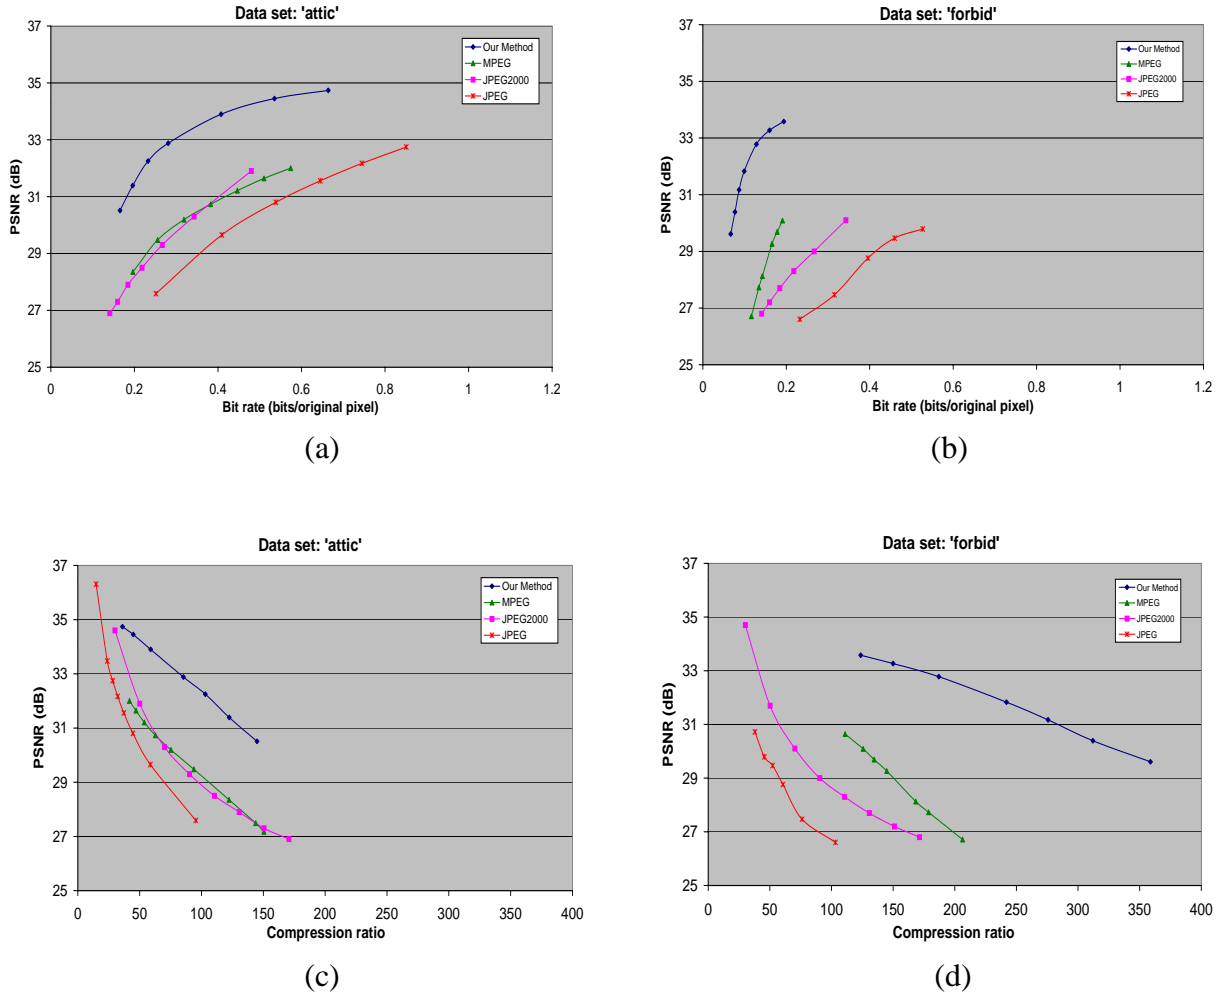 Data set: 'attic'
37
35
33
31
29
27
25
PSNR (dB)
Our Method
MPEG
JPEG2000
JPEG
0 0.2 0.4 0.6 0.8 1 1.2
Bit rate (bits/original pixel)
(a)
Data set: 'forbid'
37
35
33
31
29
27
25
PSNR (dB)
Our Method
MPEG
JPEG2000
JPEG
0 0.2 0.4 0.6 0.8 1 1.2
Bit rate (bits/original pixel)
(b)
Data set: 'attic'
37
35
33
31
29
27
25
PSNR (dB)
Our Method
MPEG
JPEG2000
JPEG
0 50 100 150 200 250 300 350 400
Compression ratio
(c)
Data set: 'forbid'
37
35
33
31
29
27
25
PSNR (dB)
Our Method
MPEG
JPEG2000
JPEG
0 50 100 150 200 250 300 350 400
Compression ratio
(d)